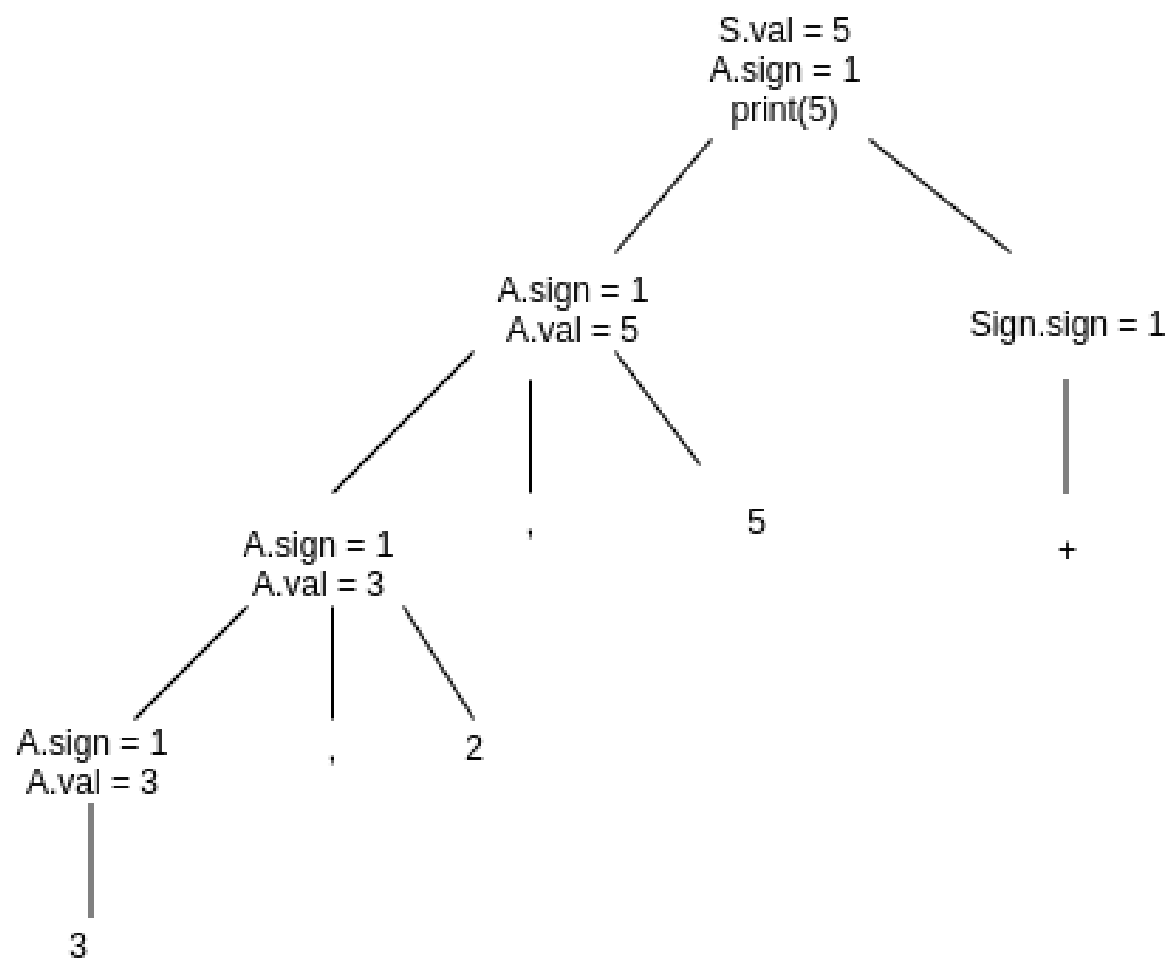 S.val = 5
A.sign = 1
print(5)
A.sign = 1
A.val = 5
Sign.sign = 1
A.sign = 1
A.val = 3
,
5
+
A.sign = 1
A.val = 3
,
2
3